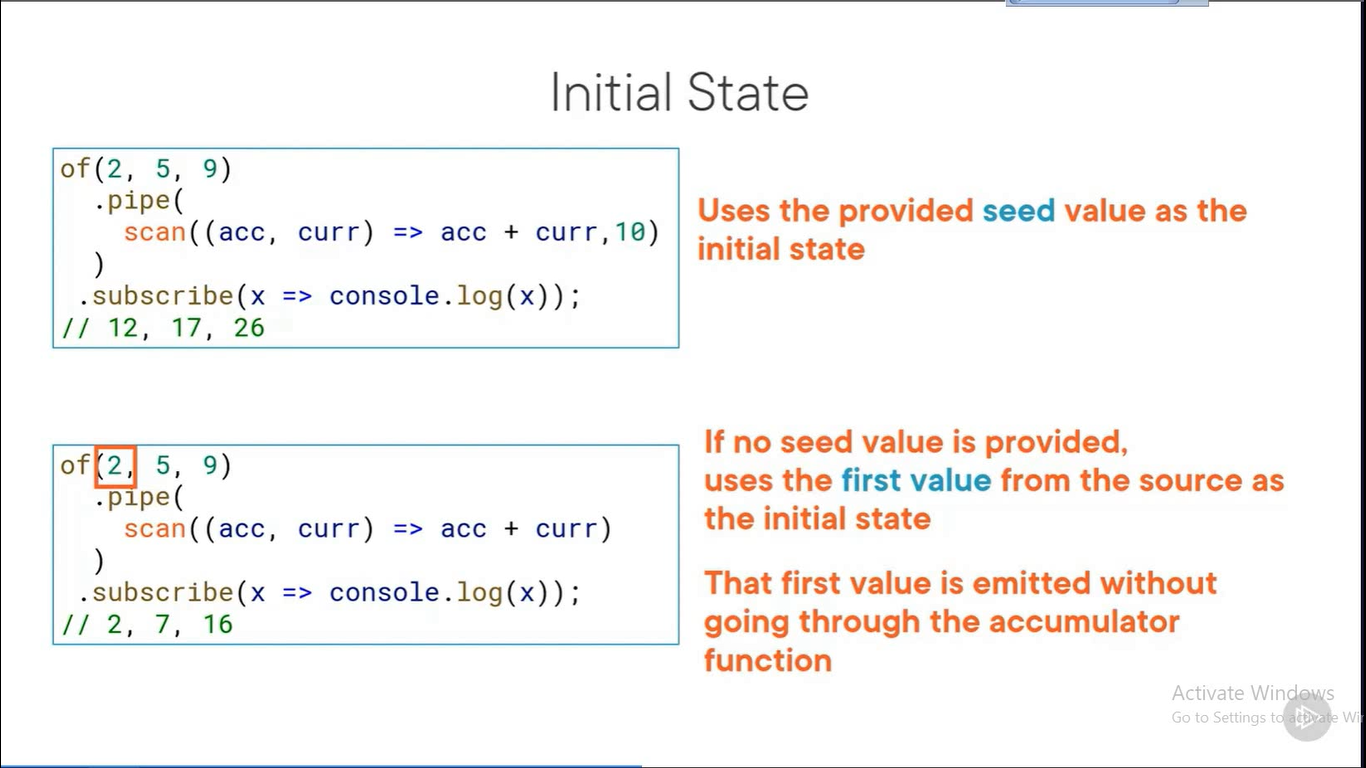 Initial State
of(2, 5, 9)
.pipe(
scan((acc, curr) => acc + curr,10)
)
.subscribe(x => console.log(x));
// 12, 17, 26
Uses the provided seed value as the
initial state
of(2, 5, 9)
.pipe(
scan((acc, curr) => acc + curr)
)
.subscribe(x => console.log(x));
// 2, 7, 16
If no seed value is provided,
uses the first value from the source as
the initial state
That first value is emitted without
going through the accumulator
function
Activate Windows
Go to Settings to activate Wi